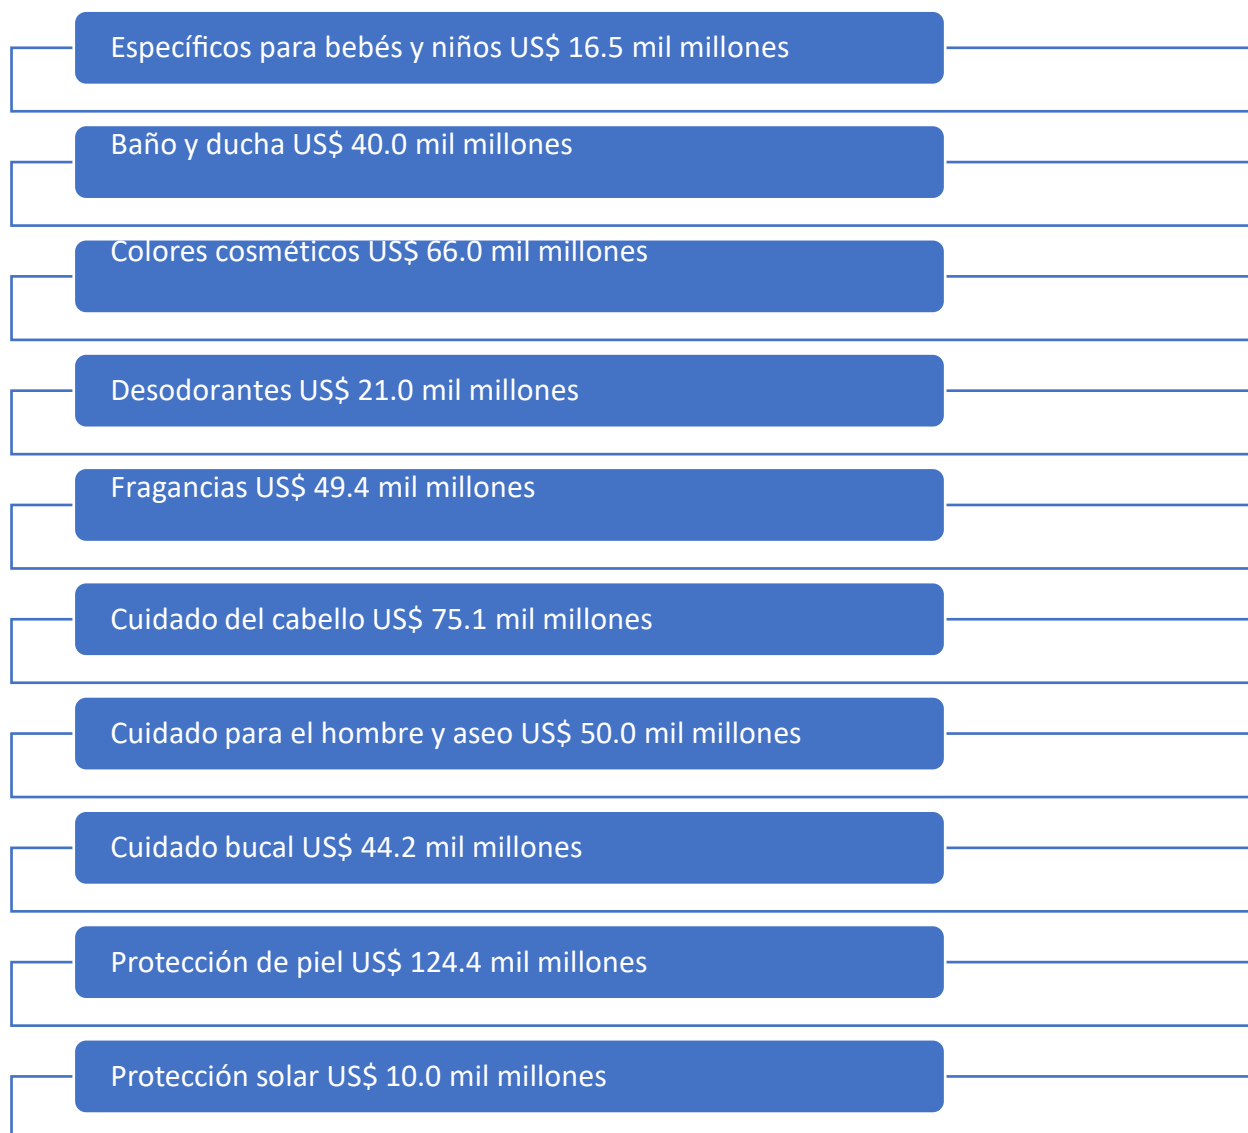 Específicos para bebés y niños US$ 16.5 mil millones
Baño y ducha US$ 40.0 mil millones
Colores cosméticos US$ 66.0 mil millones
Desodorantes US$ 21.0 mil millones
Fragancias US$ 49.4 mil millones
Cuidado del cabello US$ 75.1 mil millones
Cuidado para el hombre y aseo US$ 50.0 mil millones
Cuidado bucal US$ 44.2 mil millones
Protección de piel US$ 124.4 mil millones
Protección solar US$ 10.0 mil millones